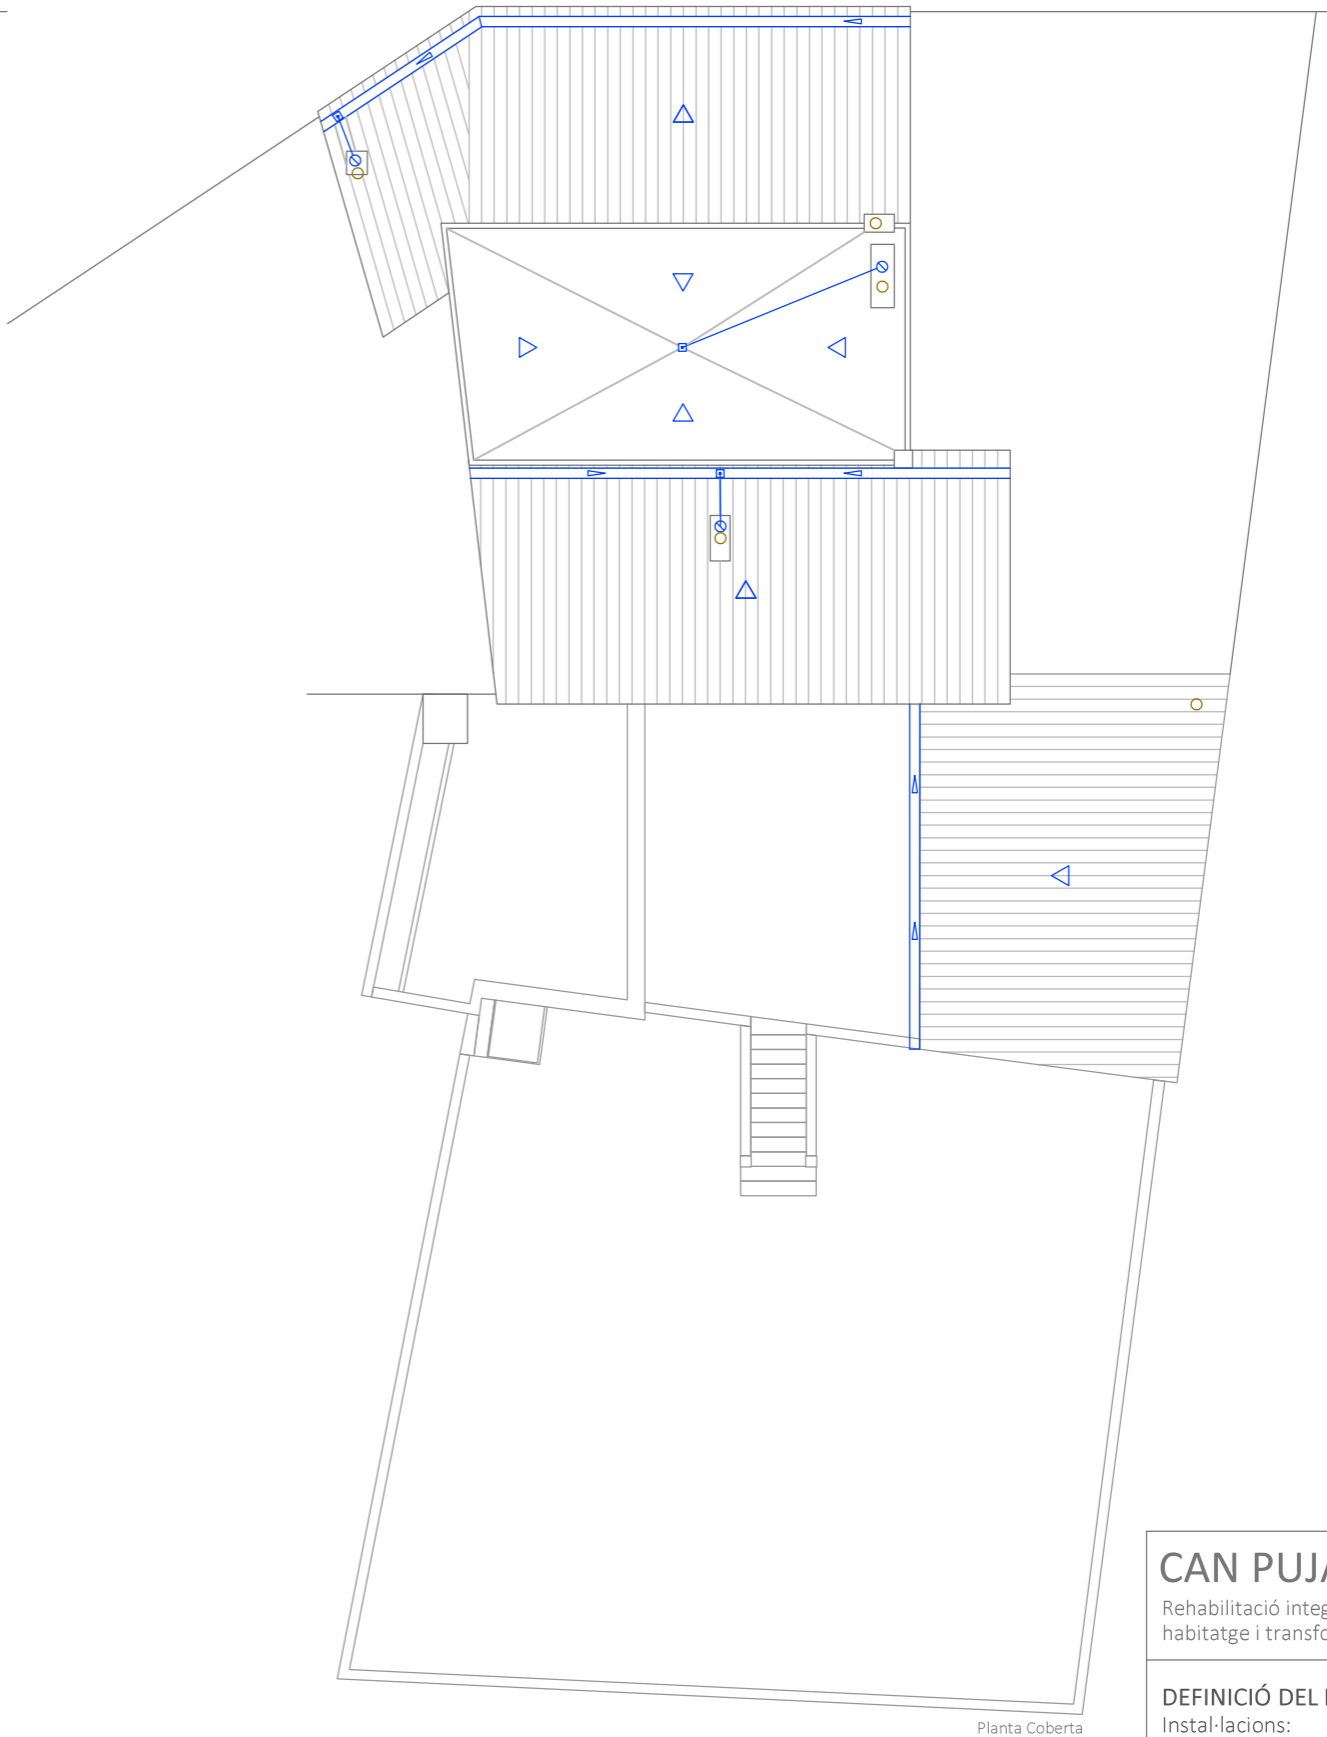 CAN PUJ
Rehabilitació integ
habitatge i transfo
DEFINICIÓ DEL
Instal·lacions:
Planta Coberta